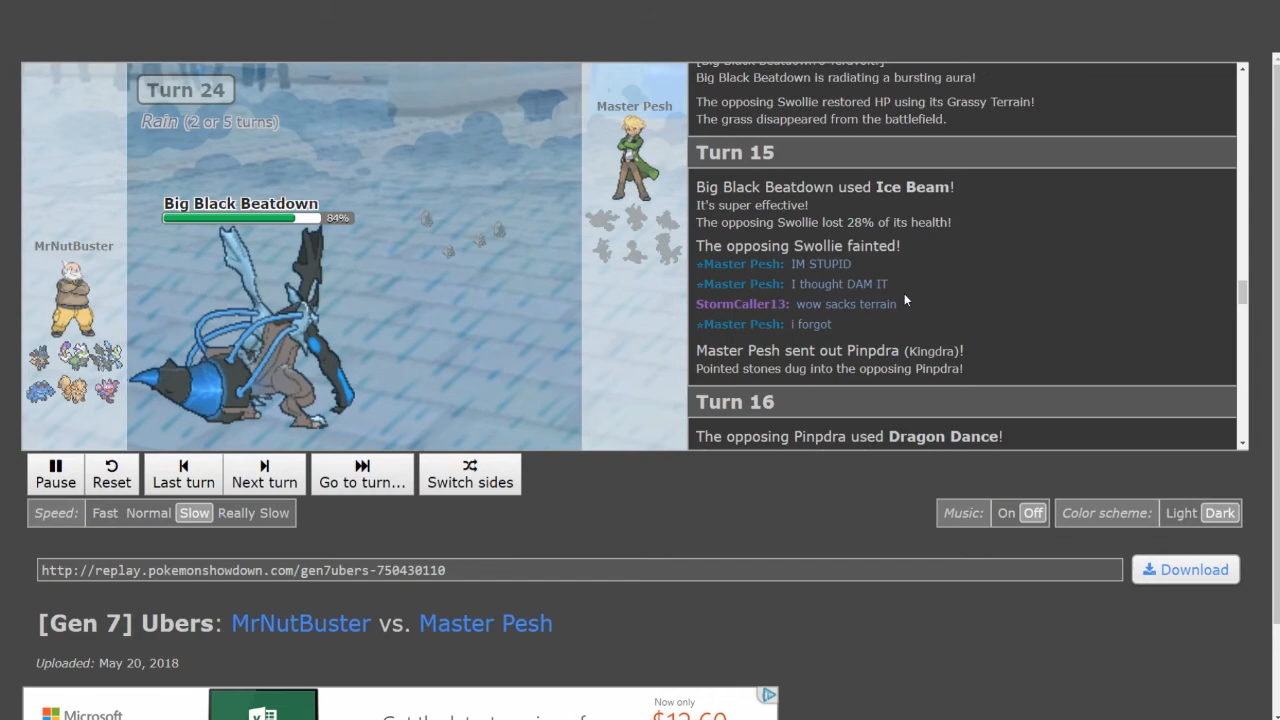 Big Black Beatdown is radiating a bursting aura!
The opposing Swollie restored HP using its Grassy Terrain!
The grass disappeared from the battlefield.
Turn 15
Big Black Beatdown used Ice Beam!
It's super effective!
The opposing Swollie lost 28% of its health!
The opposing Swollie fainted!
☆Master Pesh: IM STUPID
☆Master Pesh: I thought DAM IT
StormCaller13: wow sacks terrain
☆Master Pesh: i forgot
Master Pesh sent out Pinpdra (Kingdra)!
Pointed stones dug into the opposing Pinpdra!
Turn 16
The opposing Pinpdra used Dragon Dance!
Turn 24
Rain (2 or 5 turns)
Master Pesh
Big Black Beatdown
84%
MrNutBuster
Pause
Reset
Last turn
Next turn
Go to turn...
Switch sides
Speed: Fast Normal Slow Really Slow
Music: On Off
Color scheme: Light Dark
http://replay.pokemonshowdown.com/gen7ubers-750430110
Download
[Gen 7] Ubers: MrNutBuster vs. Master Pesh
Uploaded: May 20, 2018
Microsoft
Now only